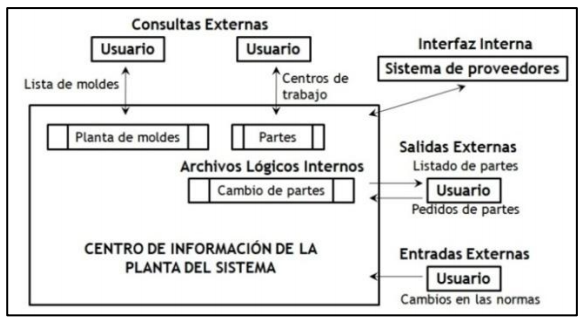 Consultas Externas
Usuario
Usuario
Interfaz Interna
Sistema de proveedores
Lista de moldes
Centros de
trabajo
Planta de moldes
Partes
Archivos Lógicos Internos
Cambio de partes
Salidas Externas
Listado de partes
Usuario
Pedidos de partes
CENTRO DE INFORMACIÓN DE LA
PLANTA DEL SISTEMA
Entradas Externas
Usuario
Cambios en las normas